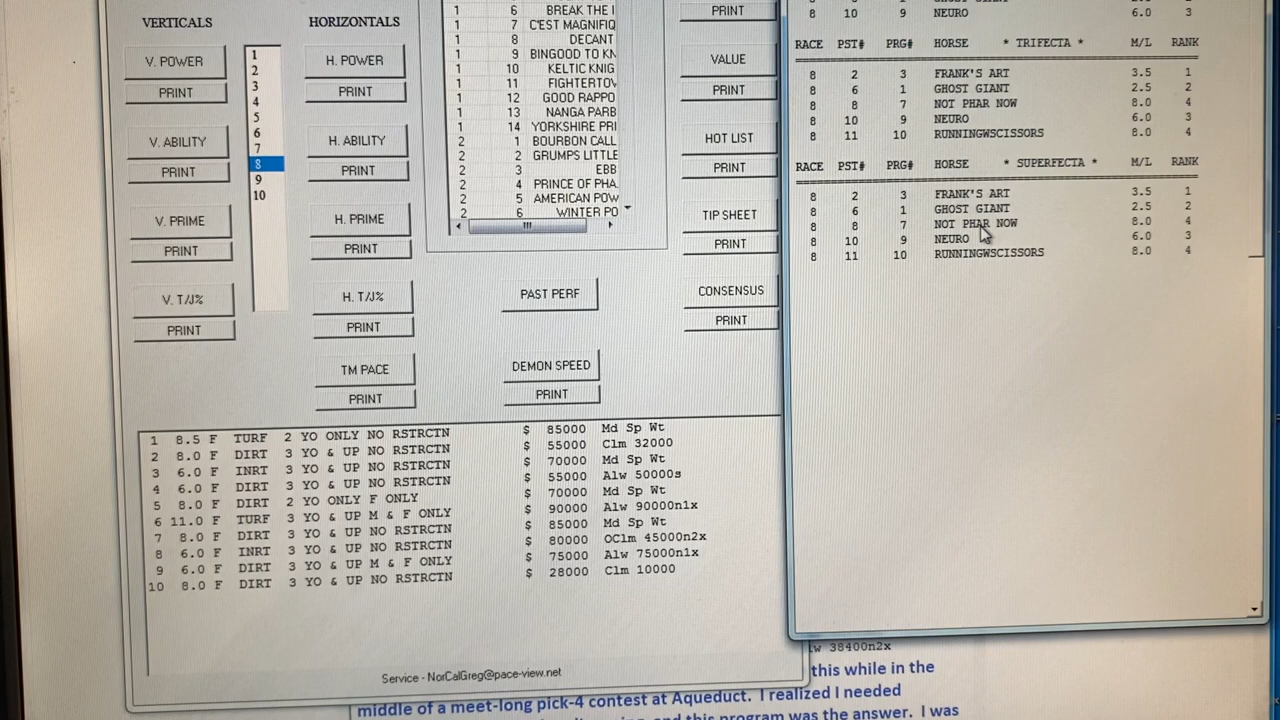 VERTICALS
HORIZONTALS
V. POWER
PRINT
V. ABILITY
PRINT
V. PRIME
PRINT
V. T/J%
PRINT
1
2
3
4
5
6
7
8
9
10
H. POWER
PRINT
H. ABILITY
PRINT
H. PRIME
PRINT
H. T/J%
PRINT
TM PACE
PRINT
1 6 BREAK THE I
1 7 C'EST MAGNIFIQ
1 8 DECANT
1 9 BINGOOD TO KN
1 10 KELTIC KNIG
1 11 FIGHTERTOV
1 12 GOOD RAPPO
1 13 NANGA PARB
1 14 YORKSHIRE PRI
2 1 BOURBON CALL
2 2 GRUMPS LITTLE
2 3 EBB
2 4 PRINCE OF PHA
2 5 AMERICAN POW
2 6 WINTER PO
PAST PERF
DEMON SPEED
PRINT
PRINT
VALUE
PRINT
HOT LIST
PRINT
TIP SHEET
PRINT
CONSENSUS
PRINT
1 8.5 F TURF 2 YO ONLY NO RSTRCTN $ 85000 Md Sp Wt
2 8.0 F DIRT 3 YO & UP NO RSTRCTN $ 55000 Clm 32000
3 6.0 F INRT 3 YO & UP NO RSTRCTN $ 70000 Md Sp Wt
4 6.0 F DIRT 3 YO & UP NO RSTRCTN $ 55000 Alw 50000s
5 8.0 F DIRT 2 YO ONLY F ONLY $ 70000 Md Sp Wt
6 11.0 F TURF 3 YO & UP M & F ONLY $ 90000 Alw 90000n1x
7 8.0 F DIRT 3 YO & UP NO RSTRCTN $ 85000 Md Sp Wt
8 6.0 F INRT 3 YO & UP NO RSTRCTN $ 80000 OClm 45000n2x
9 6.0 F DIRT 3 YO & UP M & F ONLY $ 75000 Alw 75000n1x
10 8.0 F DIRT 3 YO & UP NO RSTRCTN $ 28000 Clm 10000
Service - NorCalGreg@pace-view.net
8 10 9 NEURO 6.0 3
RACE PST# PRG# HORSE * TRIFECTA * M/L RANK
8 2 3 FRANK'S ART 3.5 1
8 6 1 GHOST GIANT 2.5 2
8 8 7 NOT PHAR NOW 8.0 4
8 10 9 NEURO 6.0 3
8 11 10 RUNNINGWSCISSORS 8.0 4
RACE PST# PRG# HORSE * SUPERFECTA * M/L RANK
8 2 3 FRANK'S ART 3.5 1
8 6 1 GHOST GIANT 2.5 2
8 8 7 NOT PHAR NOW 8.0 4
8 10 9 NEURO 6.0 3
8 11 10 RUNNINGWSCISSORS 8.0 4
lw 38400n2x
this while in the
middle of a meet-long pick-4 contest at Aqueduct. I realized I needed
and this program was the answer. I was